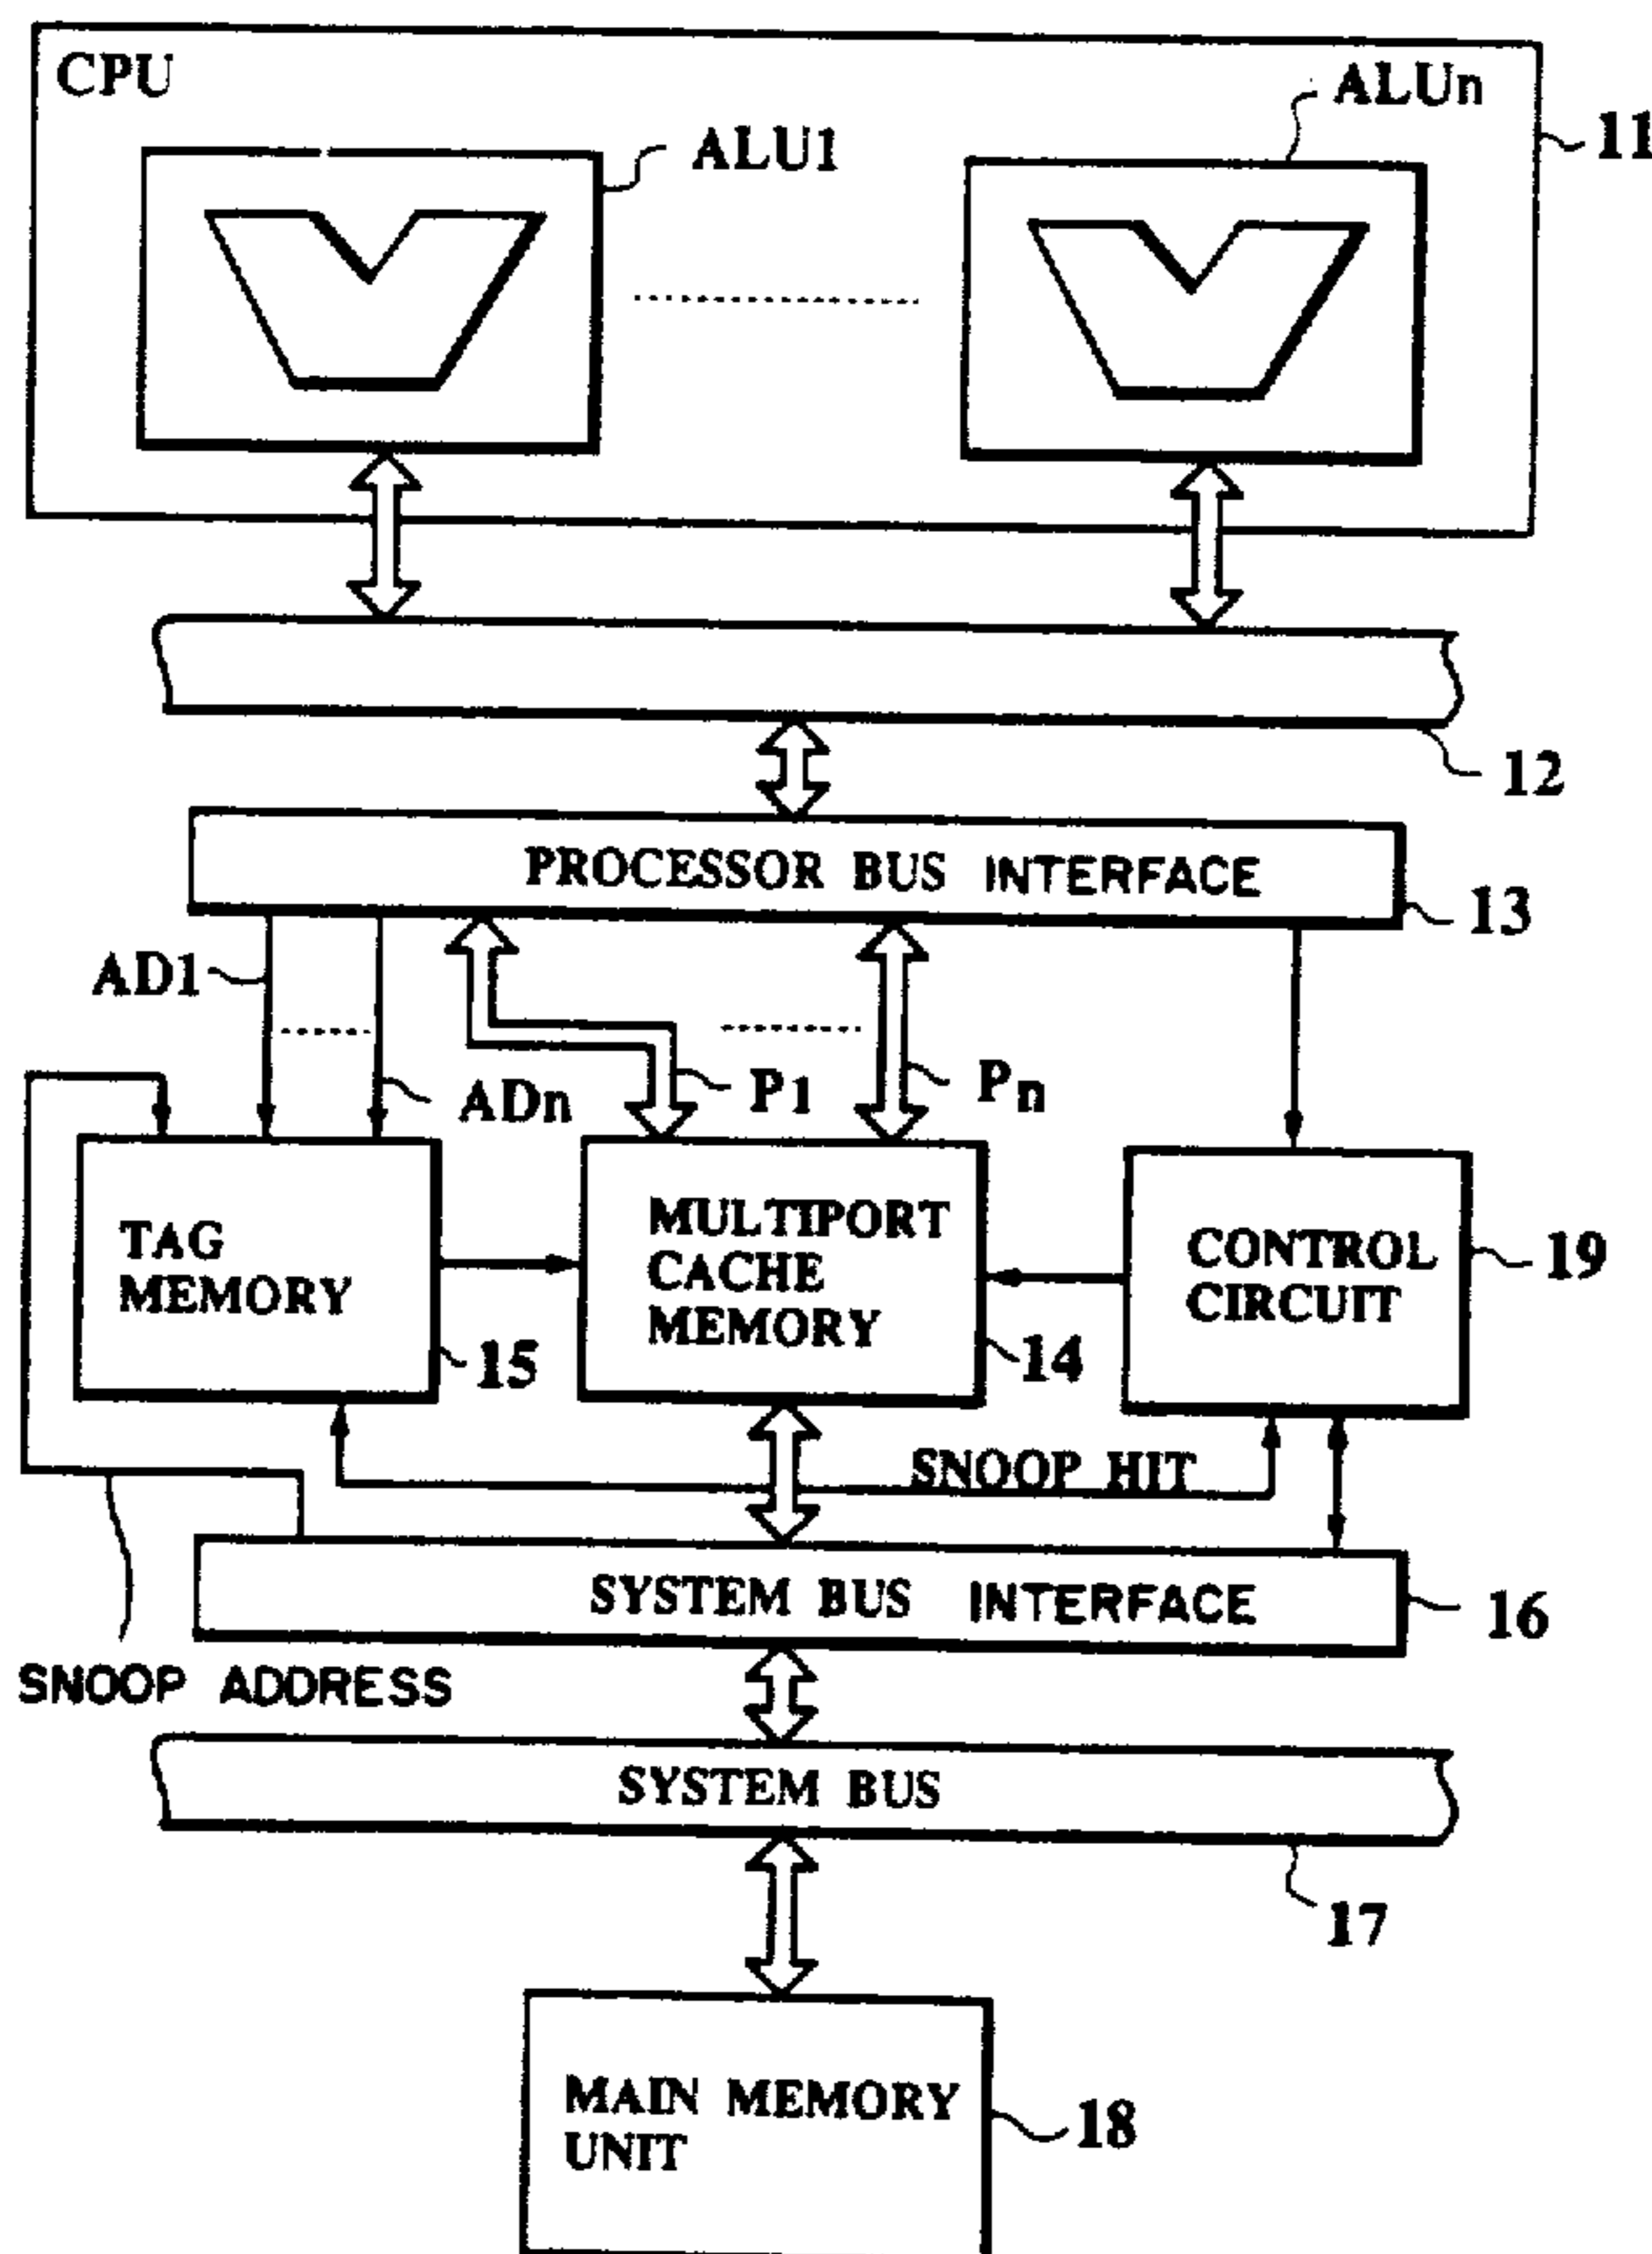 CPU
ALU1
ALUn
11
12
PROCESSOR BUS INTERFACE
13
AD1
ADn
P1
Pn
TAG
MEMORY
15
MULTIPORT
CACHE
MEMORY
14
CONTROL
CIRCUIT
19
SNOOP HIT
SYSTEM BUS INTERFACE
16
SNOOP ADDRESS
SYSTEM BUS
17
MAIN MEMORY
UNIT
18